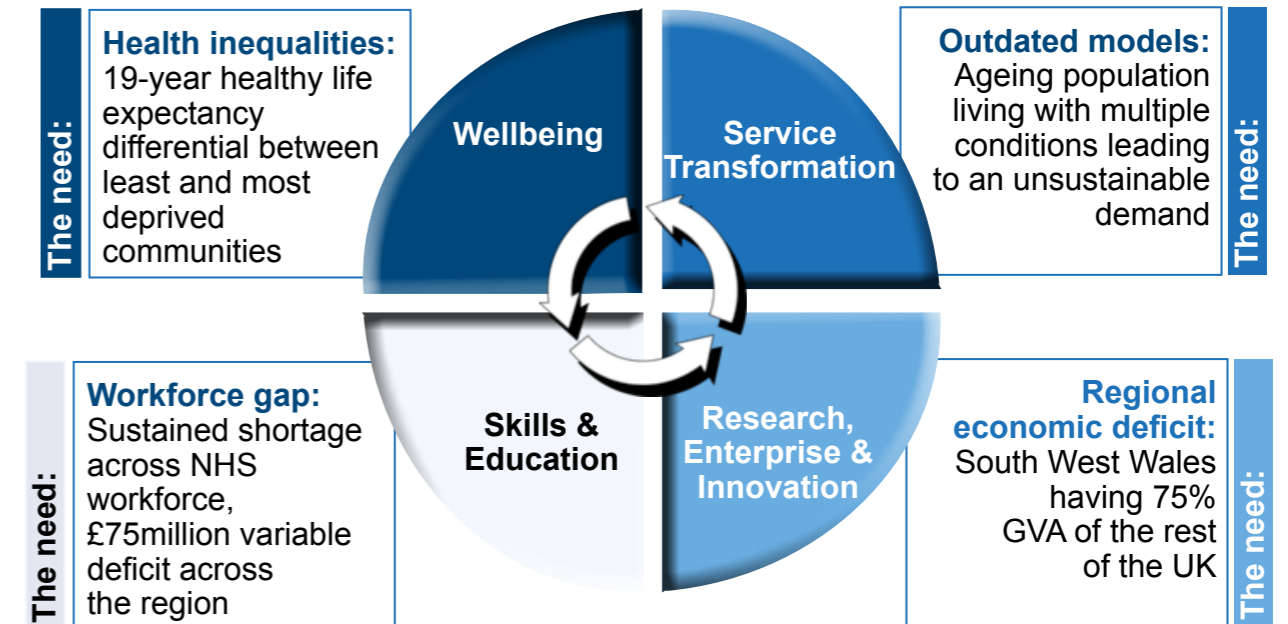 The need:
Health inequalities:
19-year healthy life
expectancy
differential between
least and most
deprived
communities
Wellbeing
Service
Transformation
Outdated models:
Ageing population
living with multiple
conditions leading
to an unsustainable
demand
The need:
The need:
Workforce gap:
Sustained shortage
across NHS
workforce,
£75million variable
deficit across
the region
Skills &
Education
Research,
Enterprise &
Innovation
Regional
economic deficit:
South West Wales
having 75%
GVA of the rest
of the UK
The need: